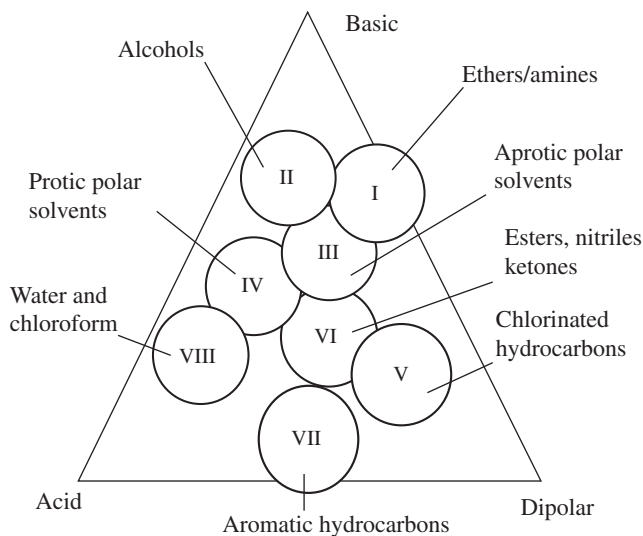 Basic
Alcohols
Ethers/amines
Aprotic polar
solvents
Protic polar
solvents
Esters, nitriles
ketones
Water and
chloroform
Chlorinated
hydrocarbons
II
I
III
IV
VI
VIII
V
VII
Acid
Dipolar
Aromatic hydrocarbons